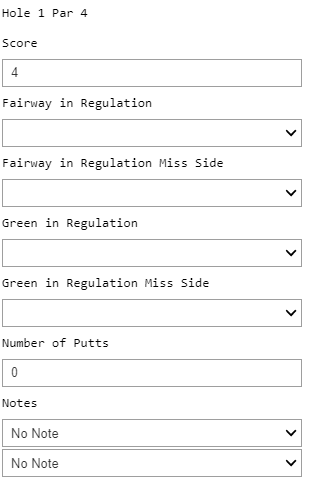 Hole 1 Par 4
Score
4
Fairway in Regulation
Fairway in Regulation Miss Side
Green in Regulation
Green in Regulation Miss Side
Number of Putts
0
Notes
No Note
No Note